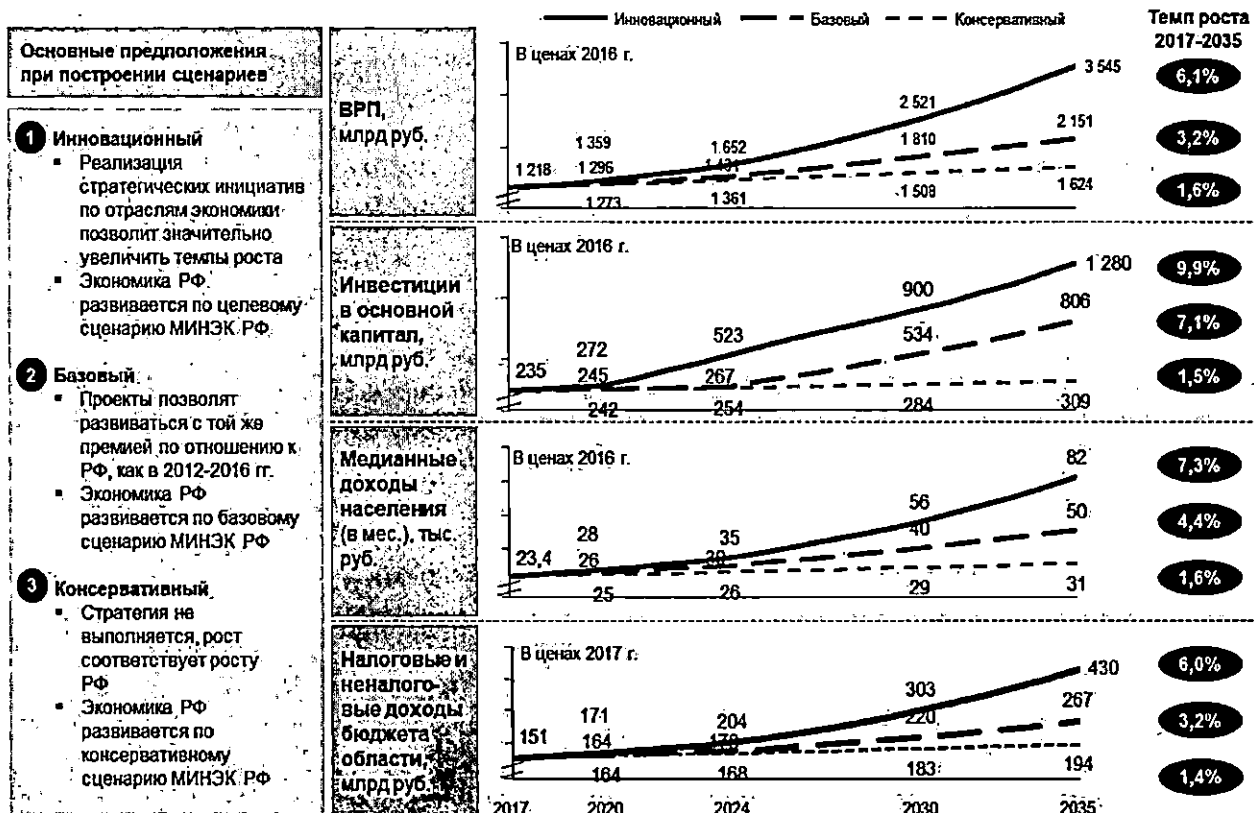 Инновационный
Базовый
Консервативный
Темп роста
2017-2035
Основные предположения
при построении сценариев
1 Инновационный
▪ Реализация
стратегических инициатив
по отраслям экономики
позволит значительно
увеличить темпы роста
▪ Экономика РФ
развивается по целевому
сценарию МИНЭК РФ
2 Базовый
▪ Проекты позволят
развиваться с той же
премией по отношению к
РФ, как в 2012-2016 гг.
▪ Экономика РФ
развивается по базовому
сценарию МИНЭК РФ
3 Консервативный
▪ Стратегия не
выполняется, рост
соответствует росту
РФ
▪ Экономика РФ
развивается по
консервативному
сценарию МИНЭК РФ
ВРП,
млрд руб.
В ценах 2016 г.
1 218
1 359
1 296
1 273
1 652
1 361
2 521
1 810
1 508
3 545
2 151
1 624
6,1%
3,2%
1,6%
Инвестиции
в основной
капитал,
млрд руб.
В ценах 2016 г.
235
272
245
242
523
267
254
900
534
284
1 280
806
309
9,9%
7,1%
1,5%
Медианные
доходы
населения
(в мес.), тыс.
руб.
В ценах 2016 г.
23,4
28
26
25
35
30
26
56
40
29
82
50
31
7,3%
4,4%
1,6%
Налоговые и
неналого-
вые доходы
бюджета
области,
млрд руб.
В ценах 2017 г.
151
171
164
164
204
168
303
220
183
430
267
194
6,0%
3,2%
1,4%
2017
2020
2024
2030
2035